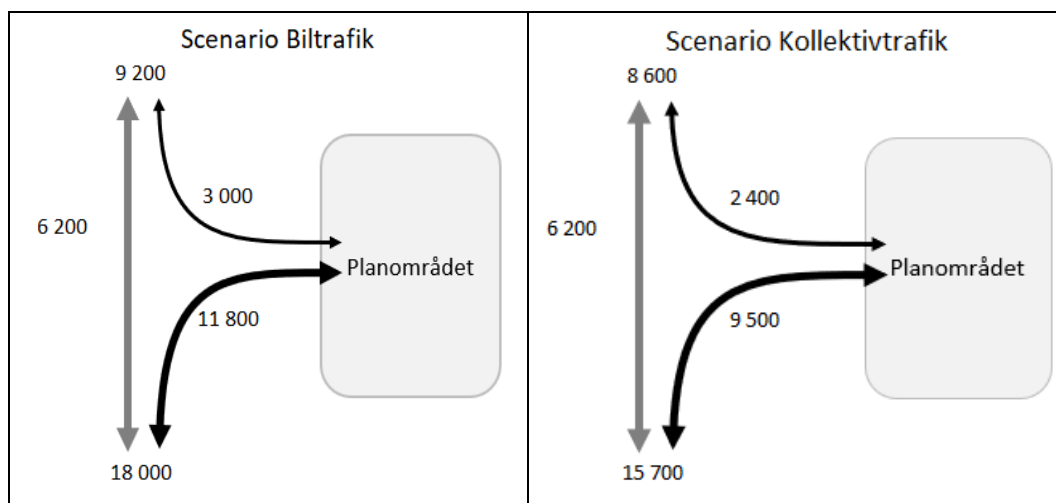 Scenario Biltrafik
9 200
3 000
6 200
Planområdet
11 800
18 000
Scenario Kollektivtrafik
8 600
2 400
6 200
Planområdet
9 500
15 700